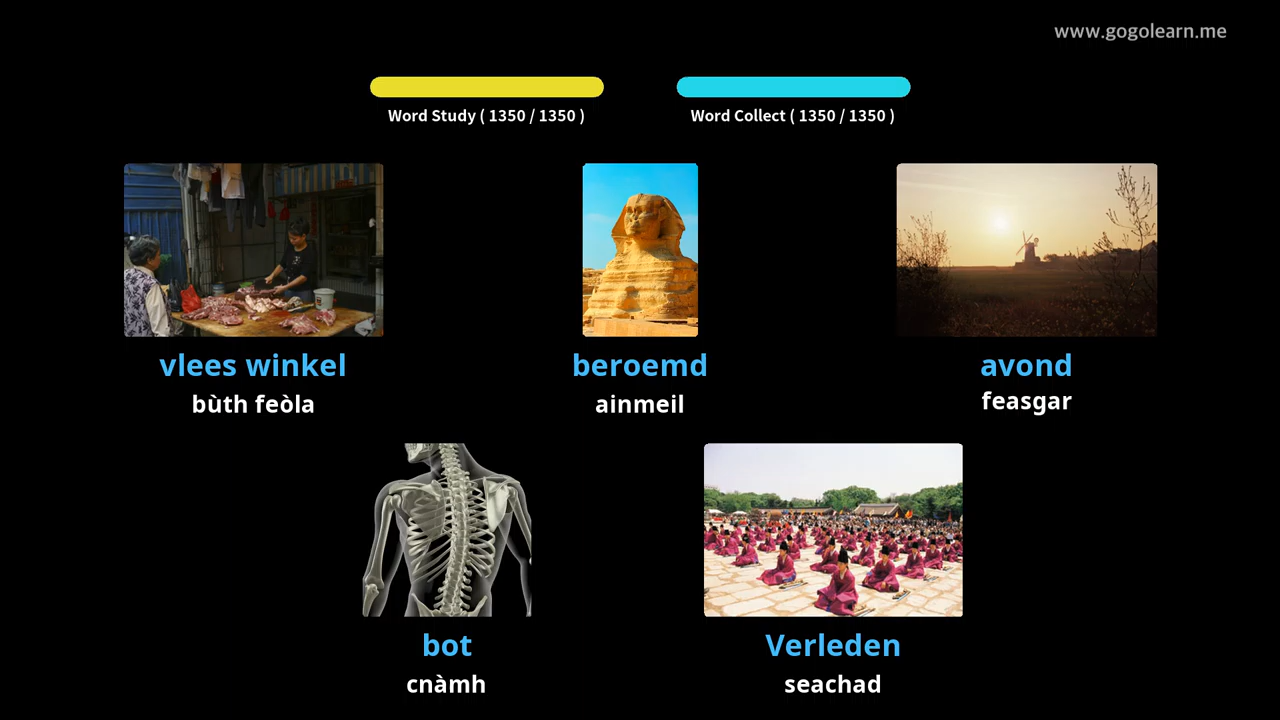 www.gogolearn.me
Word Study ( 1350 / 1350 )
Word Collect ( 1350 / 1350 )
vlees winkel
bùth feòla
beroemd
ainmeil
avond
feasgar
bot
cnàmh
Verleden
seachad